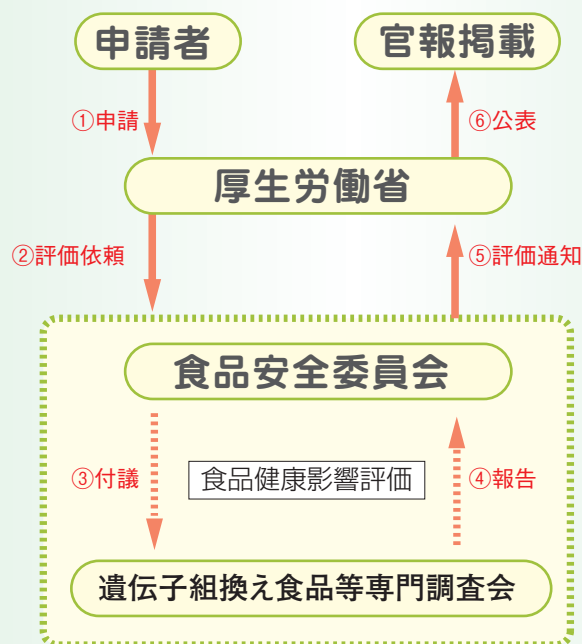 申請者
官報掲載
①申請
⑥公表
厚生労働省
②評価依頼
⑤評価通知
食品安全委員会
③付議
食品健康影響評価
④報告
遺伝子組換え食品等専門調査会